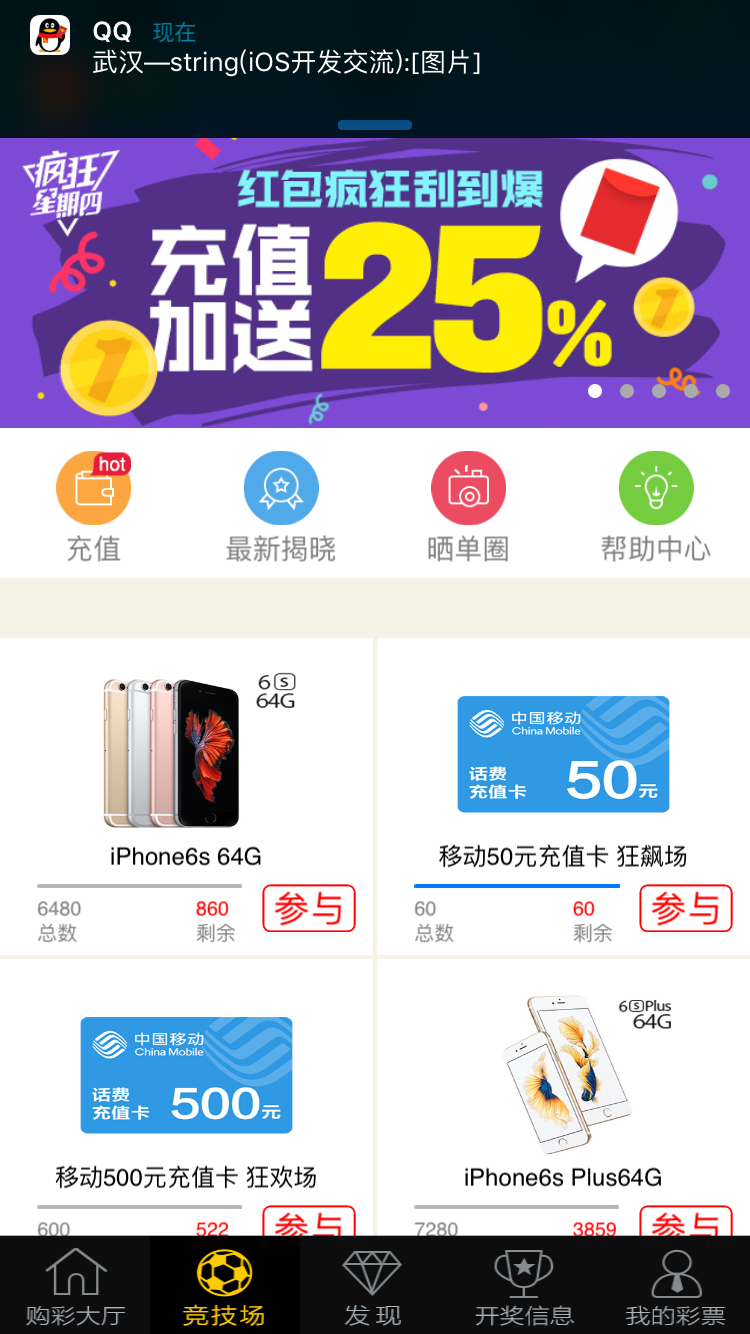 QQ 现在
武汉—string(iOS开发交流):[图片]
疯狂
星期四
红包疯狂刮到爆
充值
加送
25%
1
1
hot
充值
最新揭晓
晒单圈
帮助中心
6S
64G
iPhone6s 64G
6480
860
参与
总数
剩余
中国移动
China Mobile
话费
充值卡
50元
移动50元充值卡 狂飙场
60
60
参与
总数
剩余
中国移动
China Mobile
话费
充值卡
500元
移动500元充值卡 狂欢场
600
522
参与
6SPlus
64G
iPhone6s Plus64G
7280
3859
参与
购彩大厅
竞技场
发现
开奖信息
我的彩票